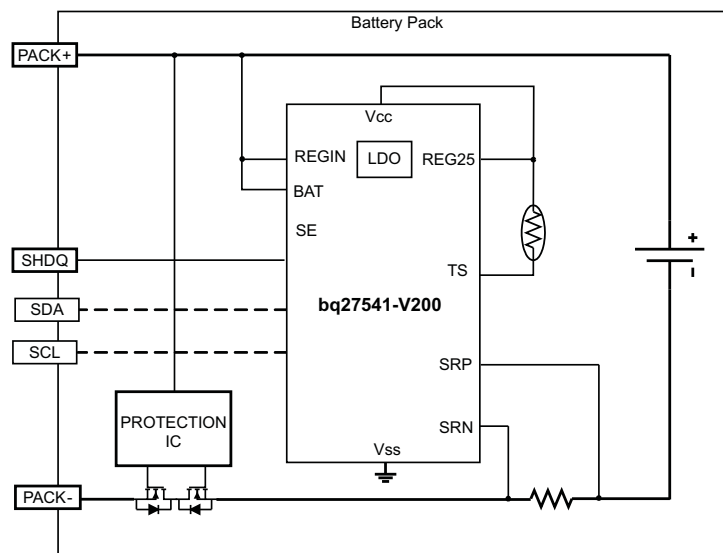 Battery Pack
PACK+
Vcc
REGIN
LDO
REG25
BAT
SE
SHDQ
TS
SDA
bq27541-V200
SCL
SRP
PROTECTION
IC
SRN
Vss
PACK-
+
-